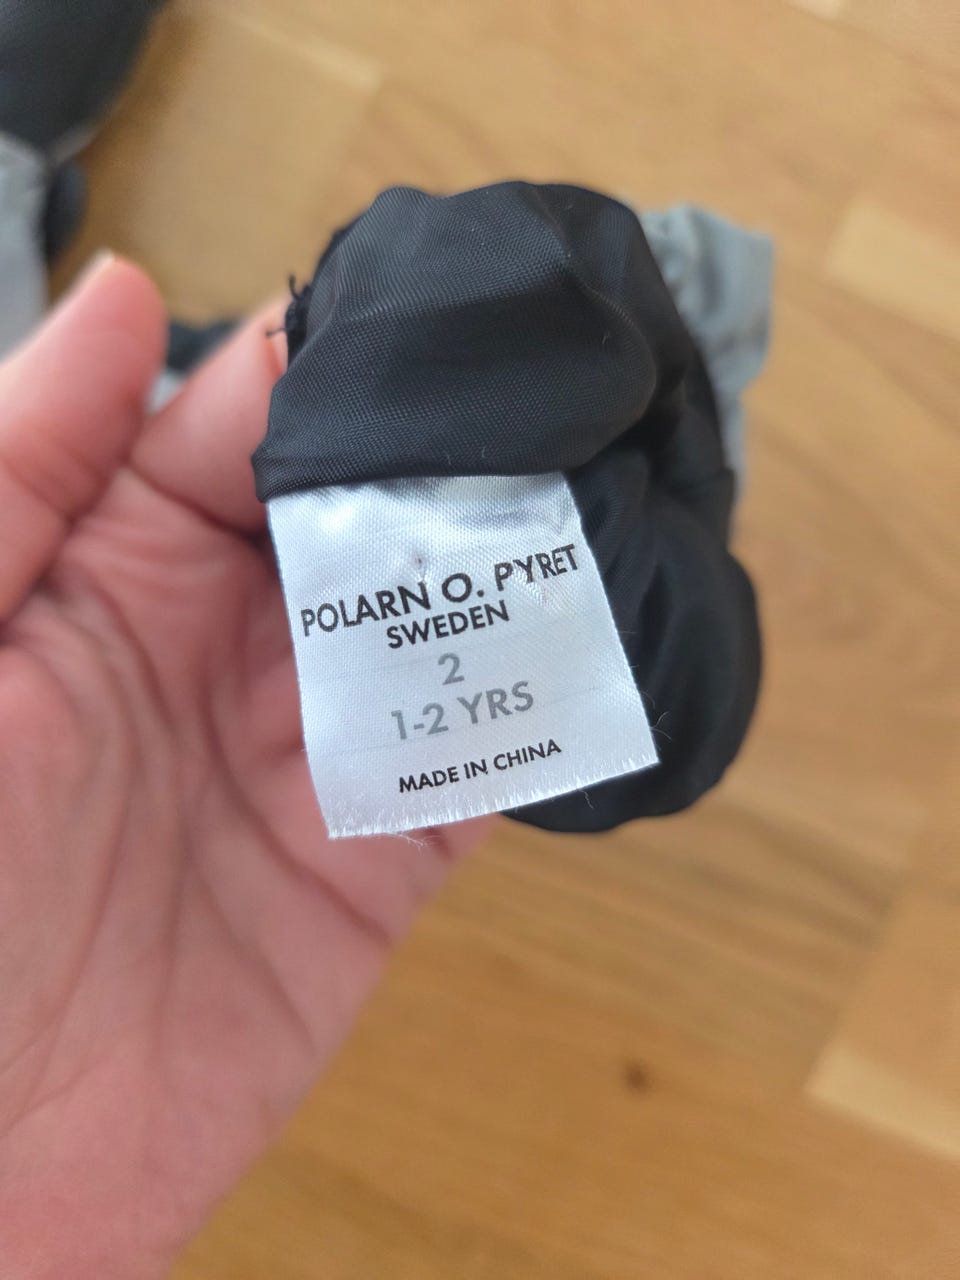 POLARN O. PYRET
SWEDEN
2
1-2 YRS
MADE IN CHINA